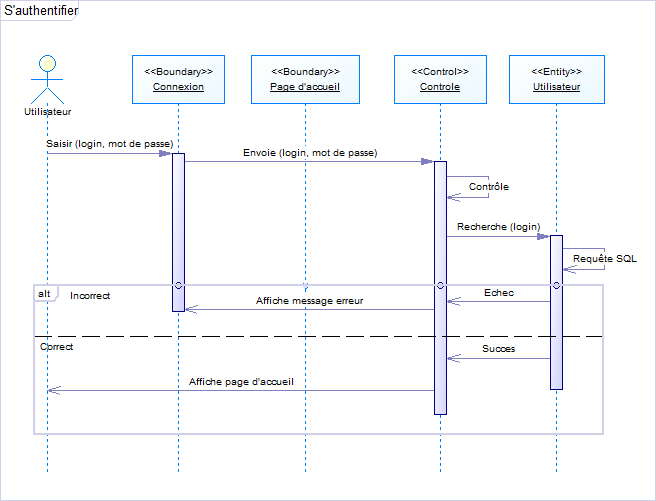 S'authentifier
<<Boundary>>
Connexion
<<Boundary>>
Page d'accueil
<<Control>>
Controle
<<Entity>>
Utilisateur
Utilisateur
Saisir (login, mot de passe)
Envoie (login, mot de passe)
Contrôle
Recherche (login)
Requête SQL
alt
Incorrect
Echec
Affiche message erreur
Correct
Succes
Affiche page d'accueil